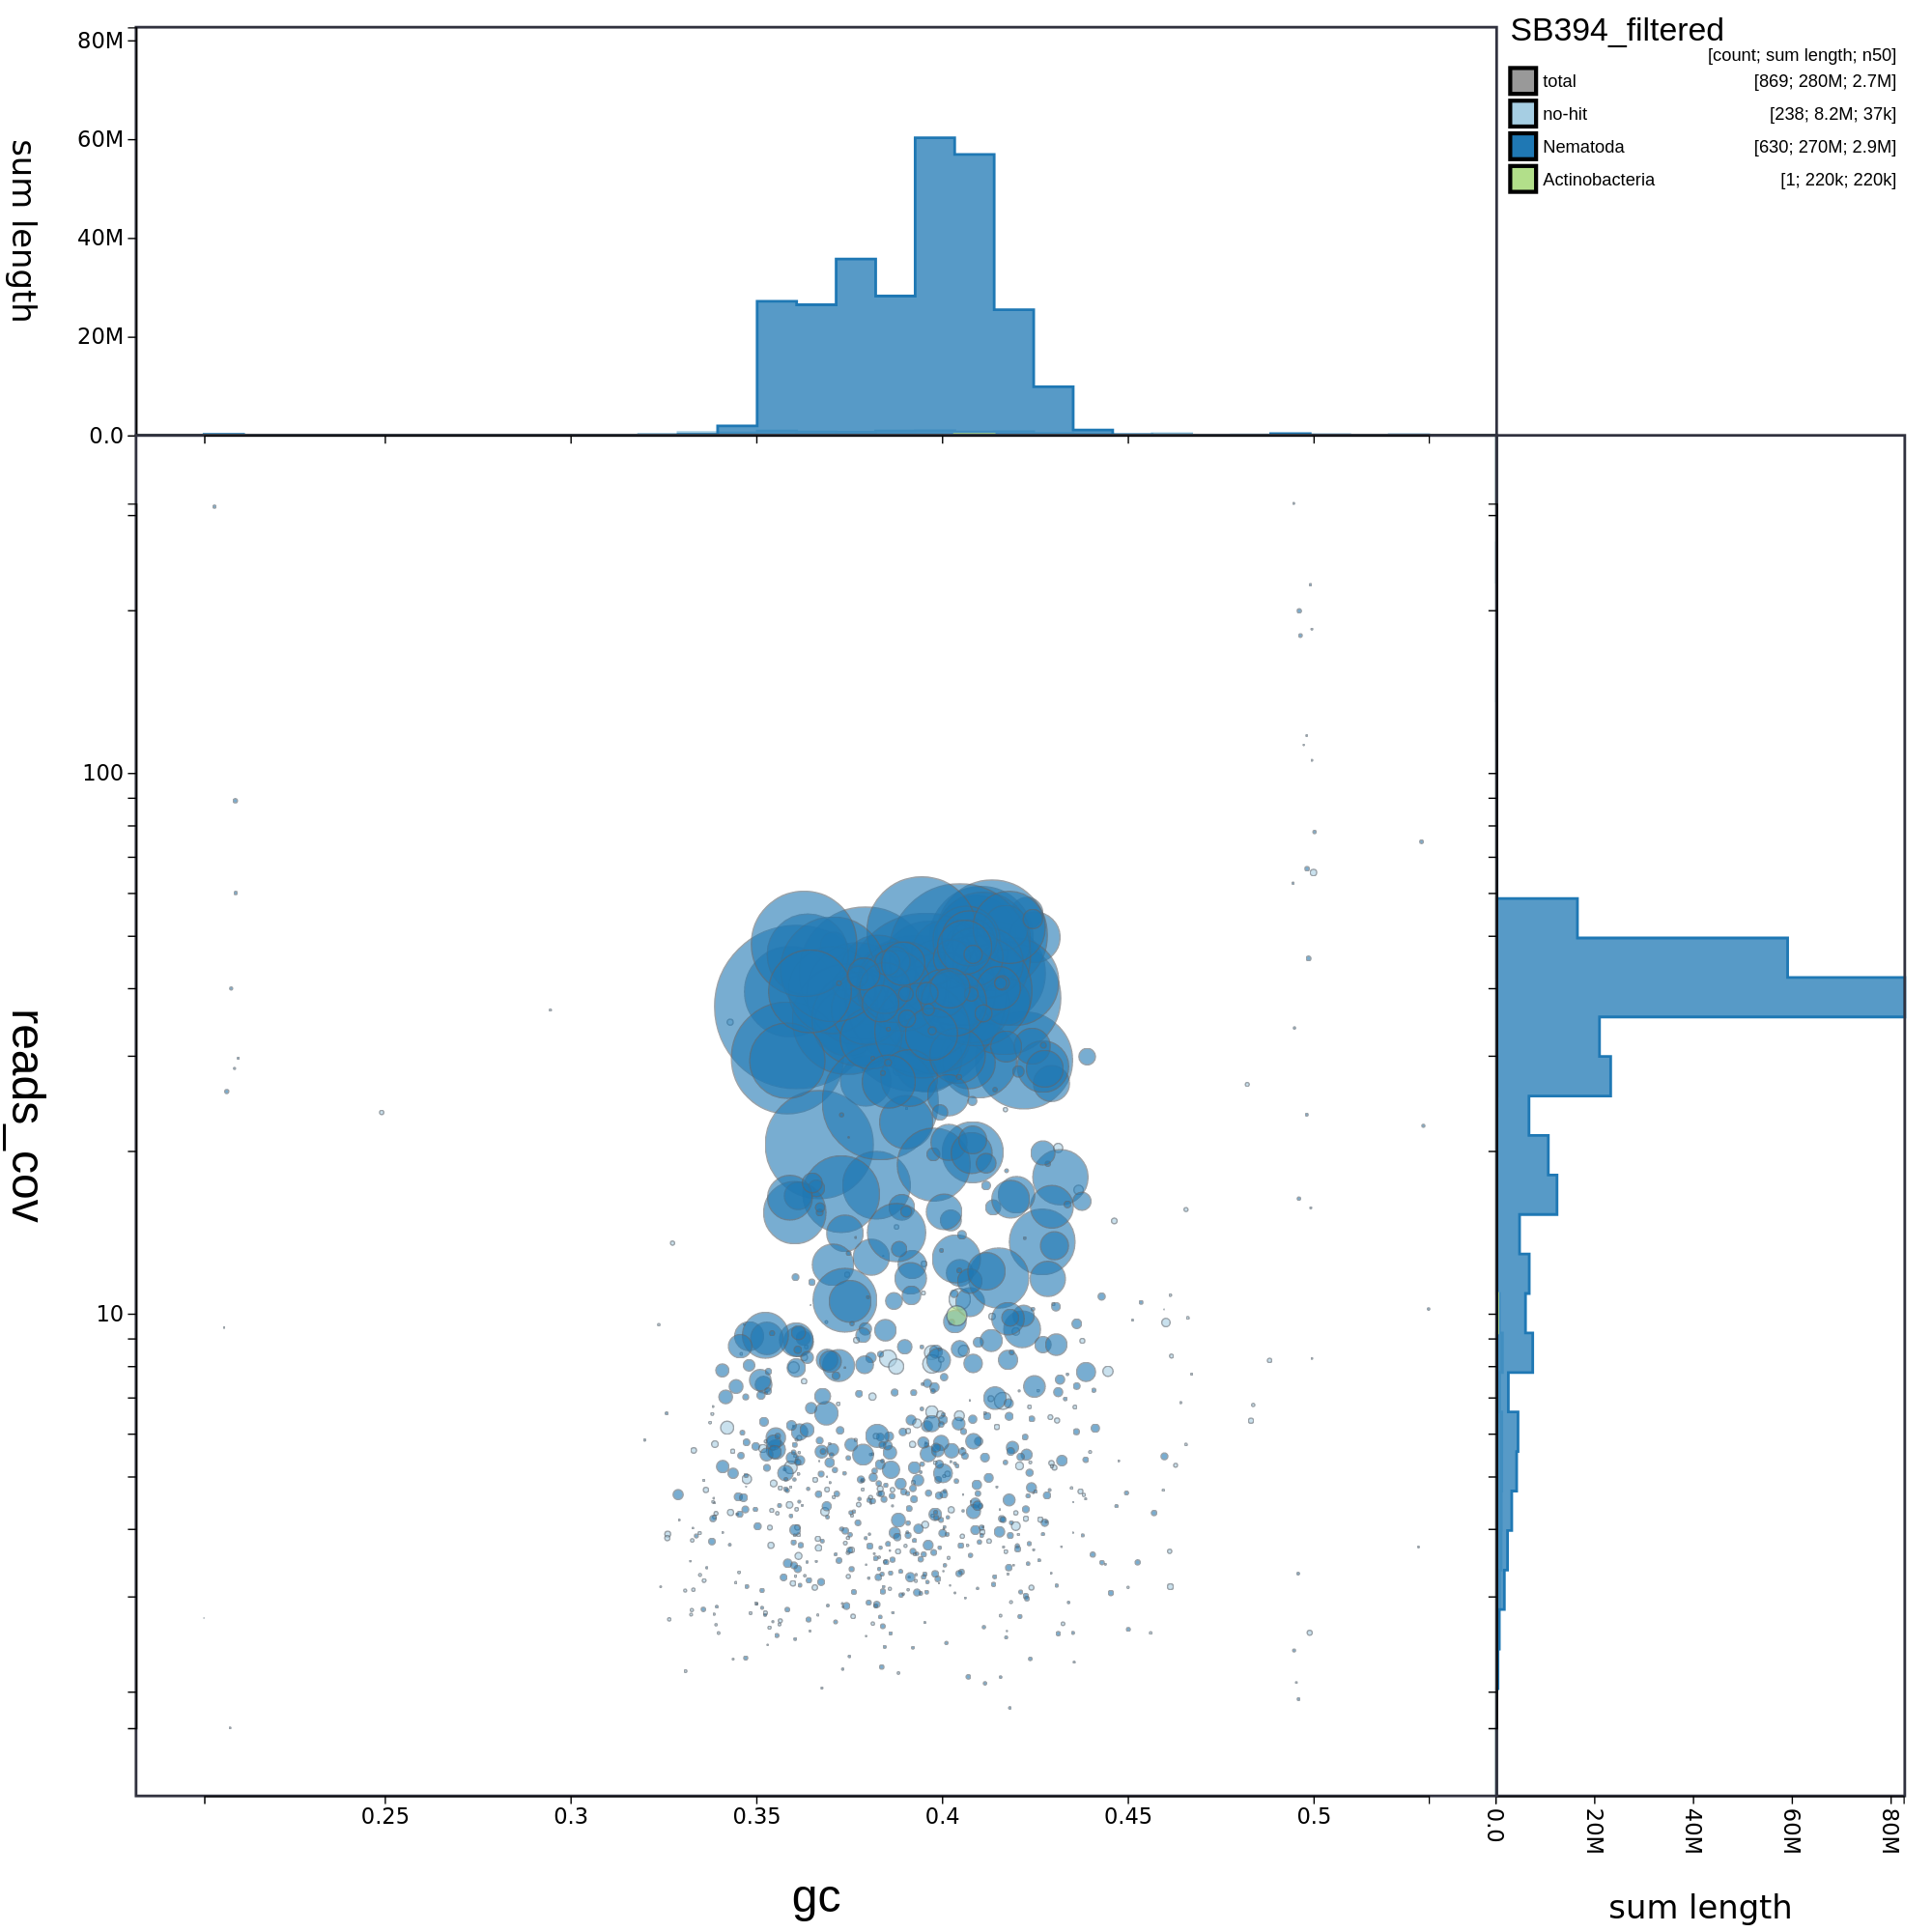 SB394_filtered
[count; sum length; n50]
total [869; 280M; 2.7M]
no-hit [238; 8.2M; 37k]
Nematoda [630; 270M; 2.9M]
Actinobacteria [1; 220k; 220k]
80M
60M
40M
20M
0.0
sum length
100
10
reads_cov
0.25 0.3 0.35 0.4 0.45 0.5
gc
0.0 20M 40M 60M 80M
sum length